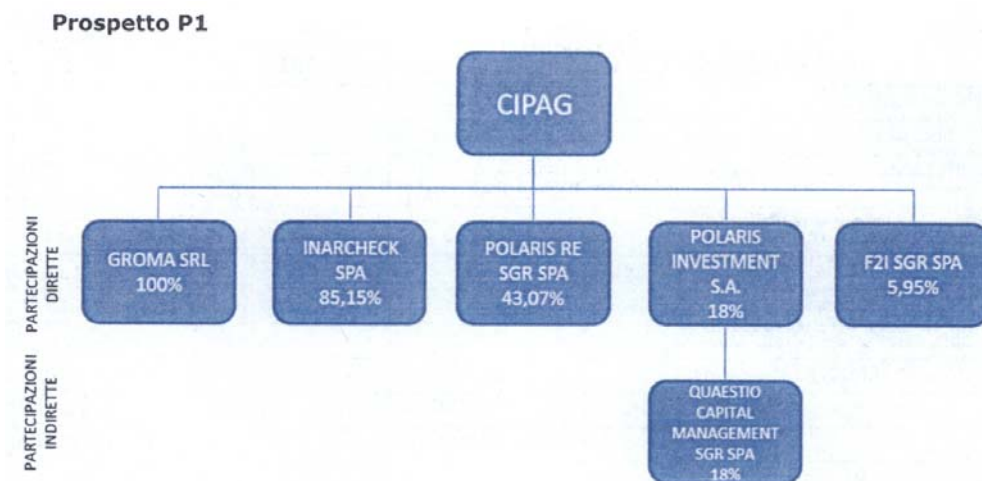 Prospetto P1
CIPAG
PARTECIPAZIONI
DIRETTE
GROMA SRL
100%
INARCHECK
SPA
85,15%
POLARIS RE
SGR SPA
43,07%
POLARIS
INVESTMENT
S.A.
18%
F2I SGR SPA
5,95%
PARTECIPAZIONI
INDIRETTE
QUAESTIO
CAPITAL
MANAGEMENT
SGR SPA
18%